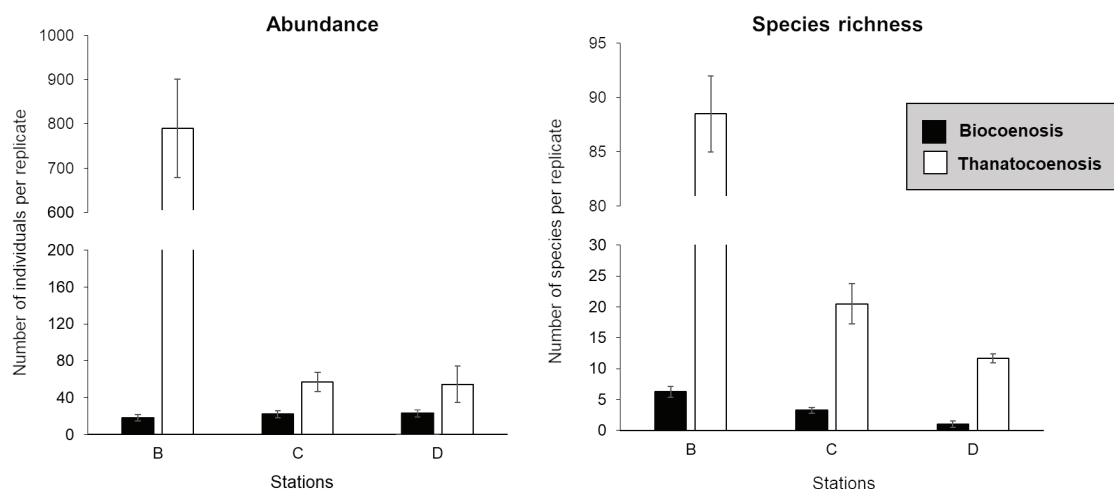 Abundance
Number of individuals per replicate
1000
900
800
700
600
200
160
120
80
40
0
B
C
D
Stations
Species richness
Number of species per replicate
95
90
85
80
30
25
20
15
10
5
0
B
C
D
Stations
Biocoenosis
Thanatocoenosis